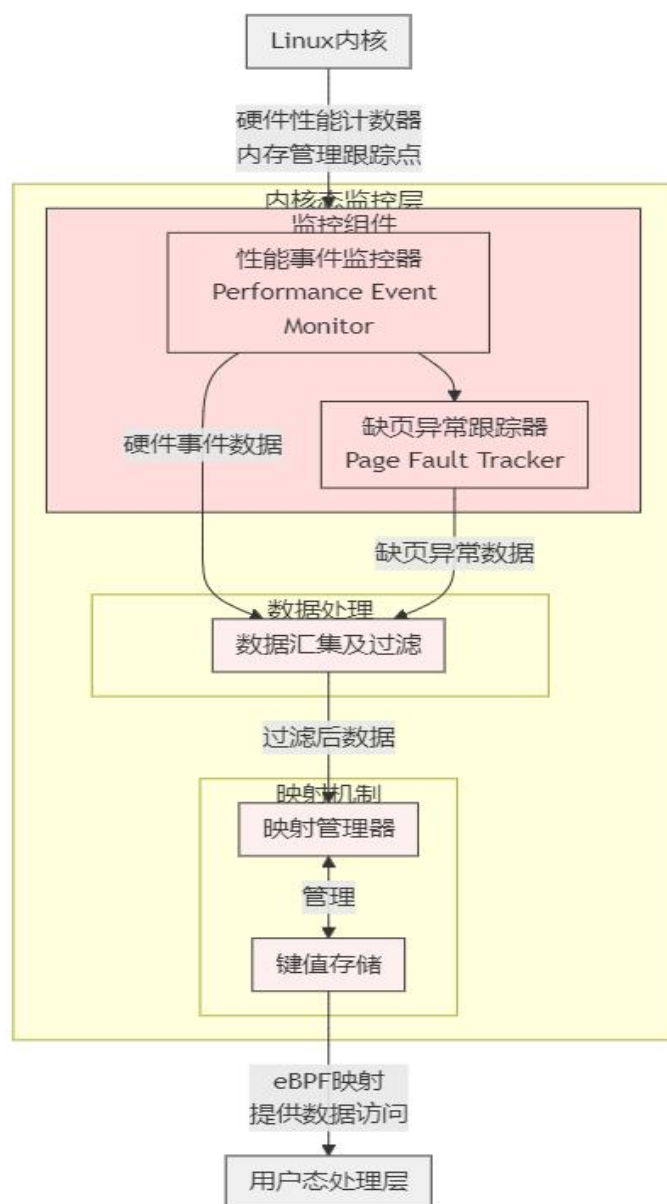 Linux内核
硬件性能计数器
内存管理跟踪点
内核态监控层
监控组件
性能事件监控器
Performance Event
Monitor
缺页异常跟踪器
Page Fault Tracker
硬件事件数据
缺页异常数据
数据处理
数据汇集及过滤
过滤后数据
映射机制
映射管理器
管理
键值存储
eBPF映射
提供数据访问
用户态处理层